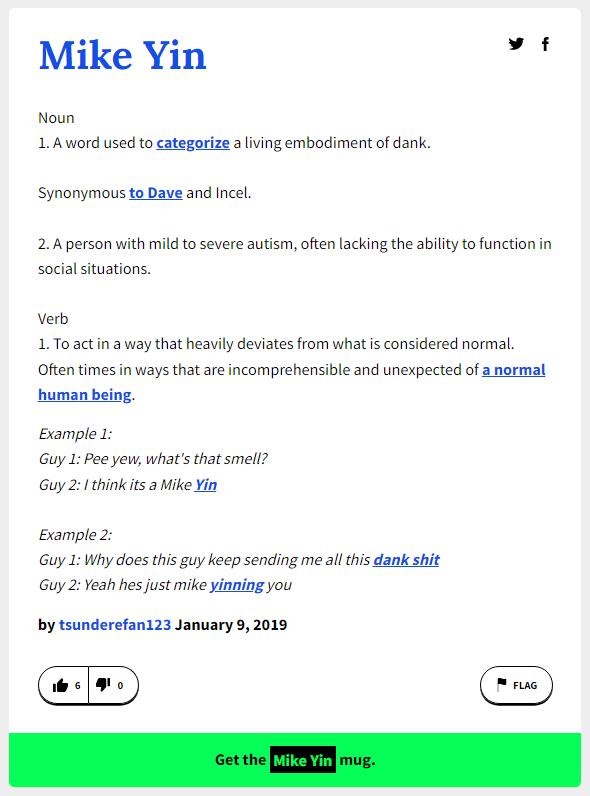 Mike Yin
Noun
1. A word used to categorize a living embodiment of dank.
Synonymous to Dave and Incel.
2. A person with mild to severe autism, often lacking the ability to function in
social situations.
Verb
1. To act in a way that heavily deviates from what is considered normal.
Often times in ways that are incomprehensible and unexpected of a normal
human being.
Example 1:
Guy 1: Pee yew, what's that smell?
Guy 2: I think its a Mike Yin
Example 2:
Guy 1: Why does this guy keep sending me all this dank shit
Guy 2: Yeah hes just mike yinning you
by tsunderefan123 January 9, 2019
6 0 FLAG
Get the Mike Yin mug.